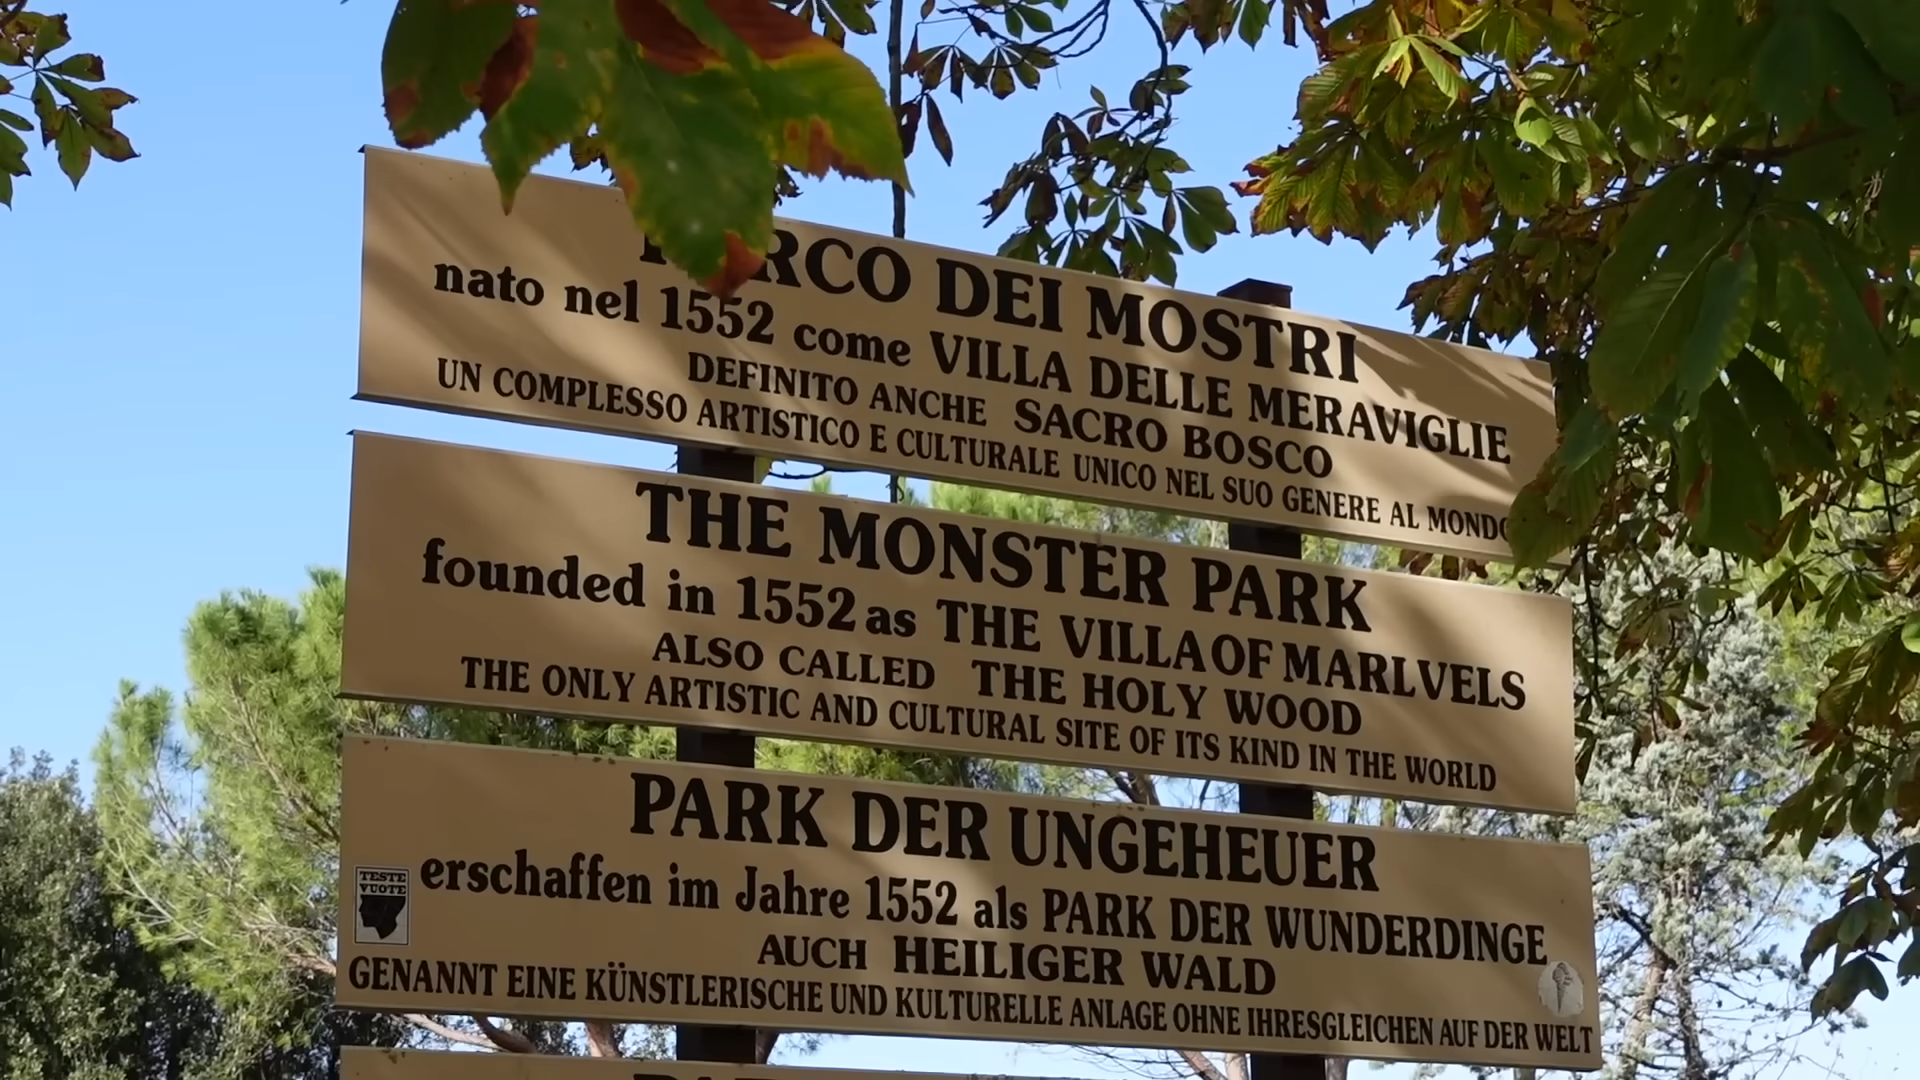 DEI MOSTRI
nato nel 1552 come VILLA DELLE MERAVIGLIE
DEFINITO ANCHE SACRO BOSCO
UN COMPLESSO ARTISTICO E CULTURALE UNICO NEL SUO GENERE AL MONDO
THE MONSTER PARK
founded in 1552 as THE VILLA OF MARLVELS
ALSO CALLED THE HOLY WOOD
THE ONLY ARTISTIC AND CULTURAL SITE OF ITS KIND IN THE WORLD
PARK DER UNGEHEUER
erschaffen im Jahre 1552 als PARK DER WUNDERDINGE
AUCH HEILIGER WALD
GENANNT EINE KÜNSTLERISCHE UND KULTURELLE ANLAGE OHNE IHRESGLEICHEN AUF DER WELT
TESTE
VUOTE